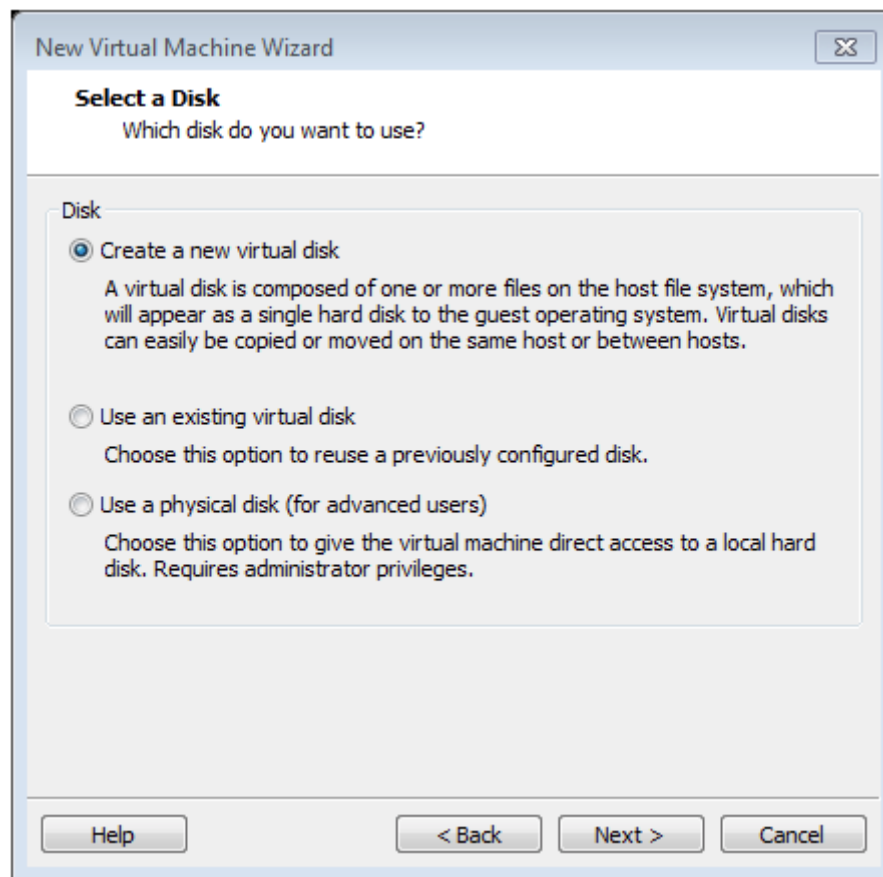 New Virtual Machine Wizard
Select a Disk
Which disk do you want to use?
Disk
Create a new virtual disk
A virtual disk is composed of one or more files on the host file system, which
will appear as a single hard disk to the guest operating system. Virtual disks
can easily be copied or moved on the same host or between hosts.
Use an existing virtual disk
Choose this option to reuse a previously configured disk.
Use a physical disk (for advanced users)
Choose this option to give the virtual machine direct access to a local hard
disk. Requires administrator privileges.
Help
< Back
Next >
Cancel